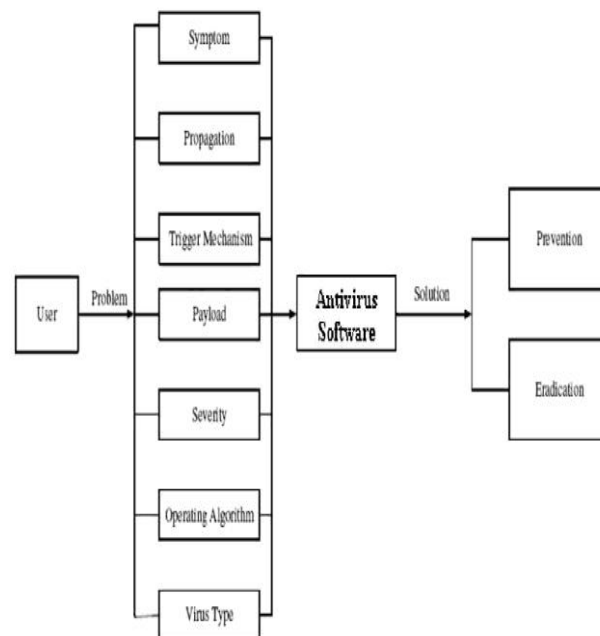 Symptom
Propagation
Trigger Mechanism
User
Problem
Payload
Antivirus
Software
Solution
Prevention
Eradication
Severity
Operating Algorithm
Virus Type